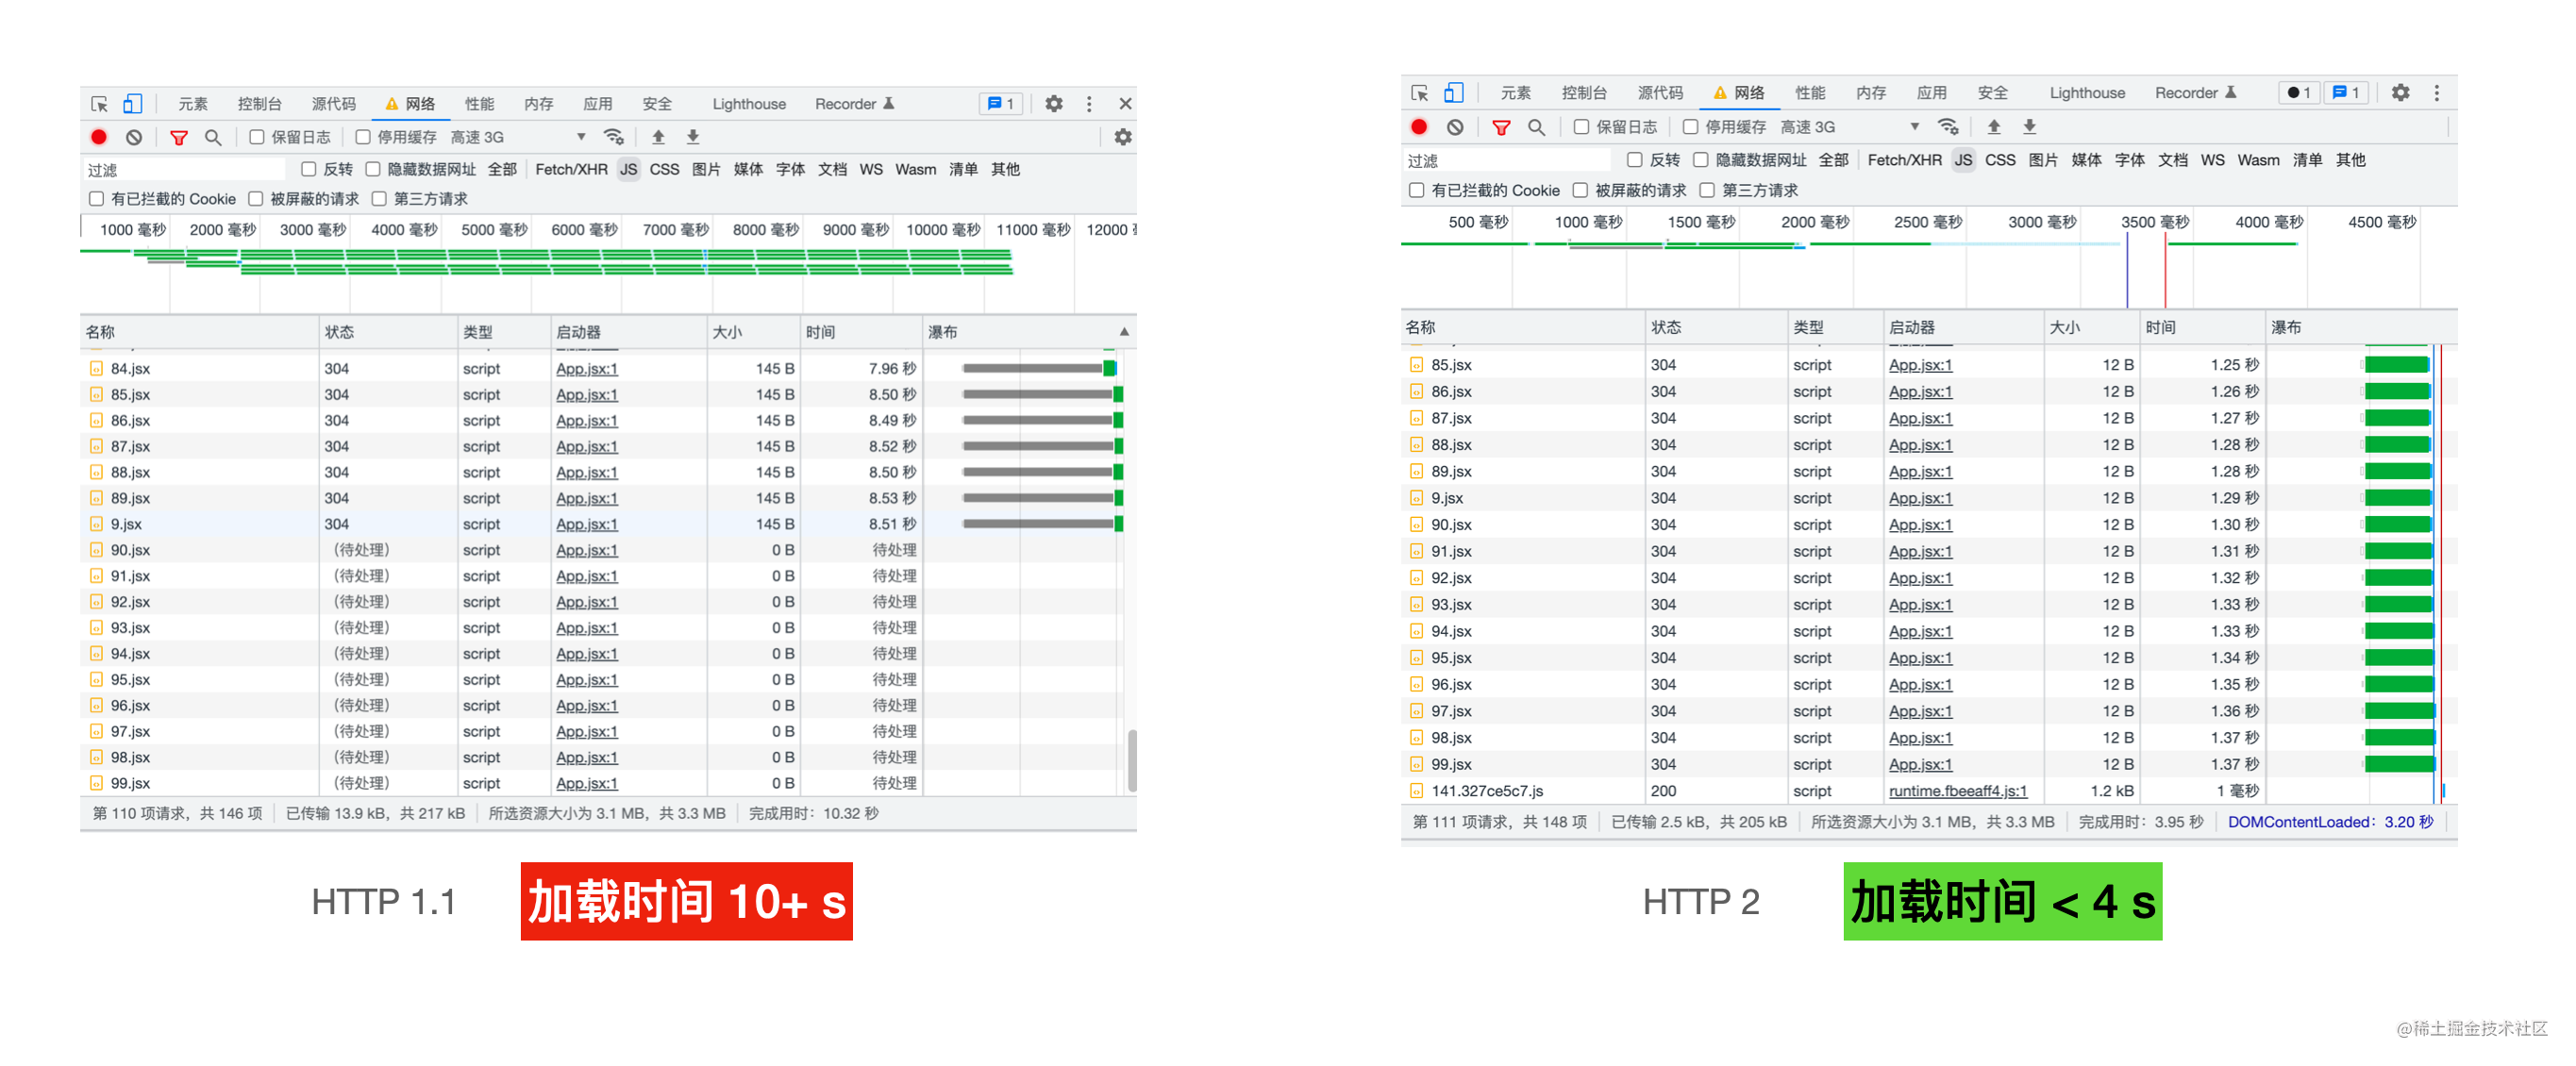 元素 控制台 源代码 网络 性能 内存 应用 安全 Lighthouse Recorder 1
保留日志 停用缓存 高速 3G
过滤 反转 隐藏数据网址 全部 Fetch/XHR JS CSS 图片 媒体 字体 文档 WS Wasm 清单 其他
有已拦截的 Cookie 被屏蔽的请求 第三方请求
1000 毫秒 2000 毫秒 3000 毫秒 4000 毫秒 5000 毫秒 6000 毫秒 7000 毫秒 8000 毫秒 9000 毫秒 10000 毫秒 11000 毫秒 12000
名称 状态 类型 启动器 大小 时间 瀑布
84.jsx 304 script App.jsx:1 145 B 7.96 秒
85.jsx 304 script App.jsx:1 145 B 8.50 秒
86.jsx 304 script App.jsx:1 145 B 8.49 秒
87.jsx 304 script App.jsx:1 145 B 8.52 秒
88.jsx 304 script App.jsx:1 145 B 8.50 秒
89.jsx 304 script App.jsx:1 145 B 8.53 秒
9.jsx 304 script App.jsx:1 145 B 8.51 秒
90.jsx （待处理） script App.jsx:1 0 B 待处理
91.jsx （待处理） script App.jsx:1 0 B 待处理
92.jsx （待处理） script App.jsx:1 0 B 待处理
93.jsx （待处理） script App.jsx:1 0 B 待处理
94.jsx （待处理） script App.jsx:1 0 B 待处理
95.jsx （待处理） script App.jsx:1 0 B 待处理
96.jsx （待处理） script App.jsx:1 0 B 待处理
97.jsx （待处理） script App.jsx:1 0 B 待处理
98.jsx （待处理） script App.jsx:1 0 B 待处理
99.jsx （待处理） script App.jsx:1 0 B 待处理
第 110 项请求，共 146 项 已传输 13.9 kB，共 217 kB 所选资源大小为 3.1 MB，共 3.3 MB 完成用时：10.32 秒
HTTP 1.1 加载时间 10+ s
元素 控制台 源代码 网络 性能 内存 应用 安全 Lighthouse Recorder 1 1
保留日志 停用缓存 高速 3G
过滤 反转 隐藏数据网址 全部 Fetch/XHR JS CSS 图片 媒体 字体 文档 WS Wasm 清单 其他
有已拦截的 Cookie 被屏蔽的请求 第三方请求
500 毫秒 1000 毫秒 1500 毫秒 2000 毫秒 2500 毫秒 3000 毫秒 3500 毫秒 4000 毫秒 4500 毫秒
名称 状态 类型 启动器 大小 时间 瀑布
85.jsx 304 script App.jsx:1 12 B 1.25 秒
86.jsx 304 script App.jsx:1 12 B 1.26 秒
87.jsx 304 script App.jsx:1 12 B 1.27 秒
88.jsx 304 script App.jsx:1 12 B 1.28 秒
89.jsx 304 script App.jsx:1 12 B 1.28 秒
9.jsx 304 script App.jsx:1 12 B 1.29 秒
90.jsx 304 script App.jsx:1 12 B 1.30 秒
91.jsx 304 script App.jsx:1 12 B 1.31 秒
92.jsx 304 script App.jsx:1 12 B 1.32 秒
93.jsx 304 script App.jsx:1 12 B 1.33 秒
94.jsx 304 script App.jsx:1 12 B 1.33 秒
95.jsx 304 script App.jsx:1 12 B 1.34 秒
96.jsx 304 script App.jsx:1 12 B 1.35 秒
97.jsx 304 script App.jsx:1 12 B 1.36 秒
98.jsx 304 script App.jsx:1 12 B 1.37 秒
99.jsx 304 script App.jsx:1 12 B 1.37 秒
141.327ce5c7.js 200 script runtime.fbeeaff4.js:1 1.2 kB 1 毫秒
第 111 项请求，共 148 项 已传输 2.5 kB，共 205 kB 所选资源大小为 3.1 MB，共 3.3 MB 完成用时：3.95 秒 DOMContentLoaded：3.20 秒
HTTP 2 加载时间 < 4 s
@稀土掘金技术社区